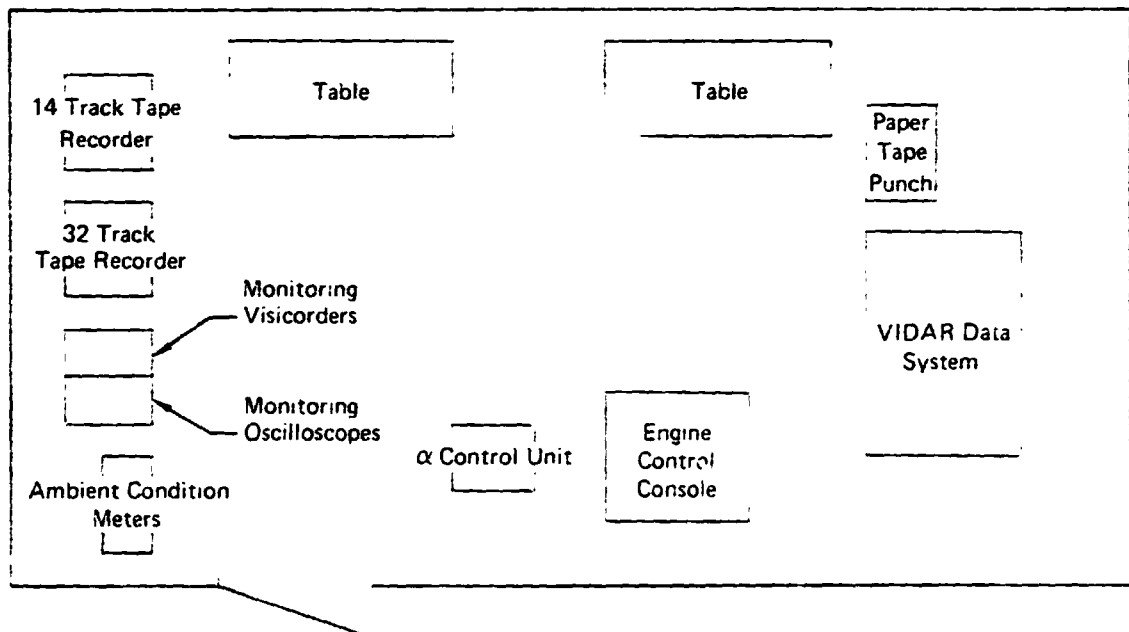 14 Track Tape
Recorder
Table
Table
Paper
Tape
Punch
32 Track
Tape Recorder
Monitoring
Visicorders
VIDAR Data
System
Monitoring
Oscilloscopes
α Control Unit
Engine
Control
Console
Ambient Condition
Meters